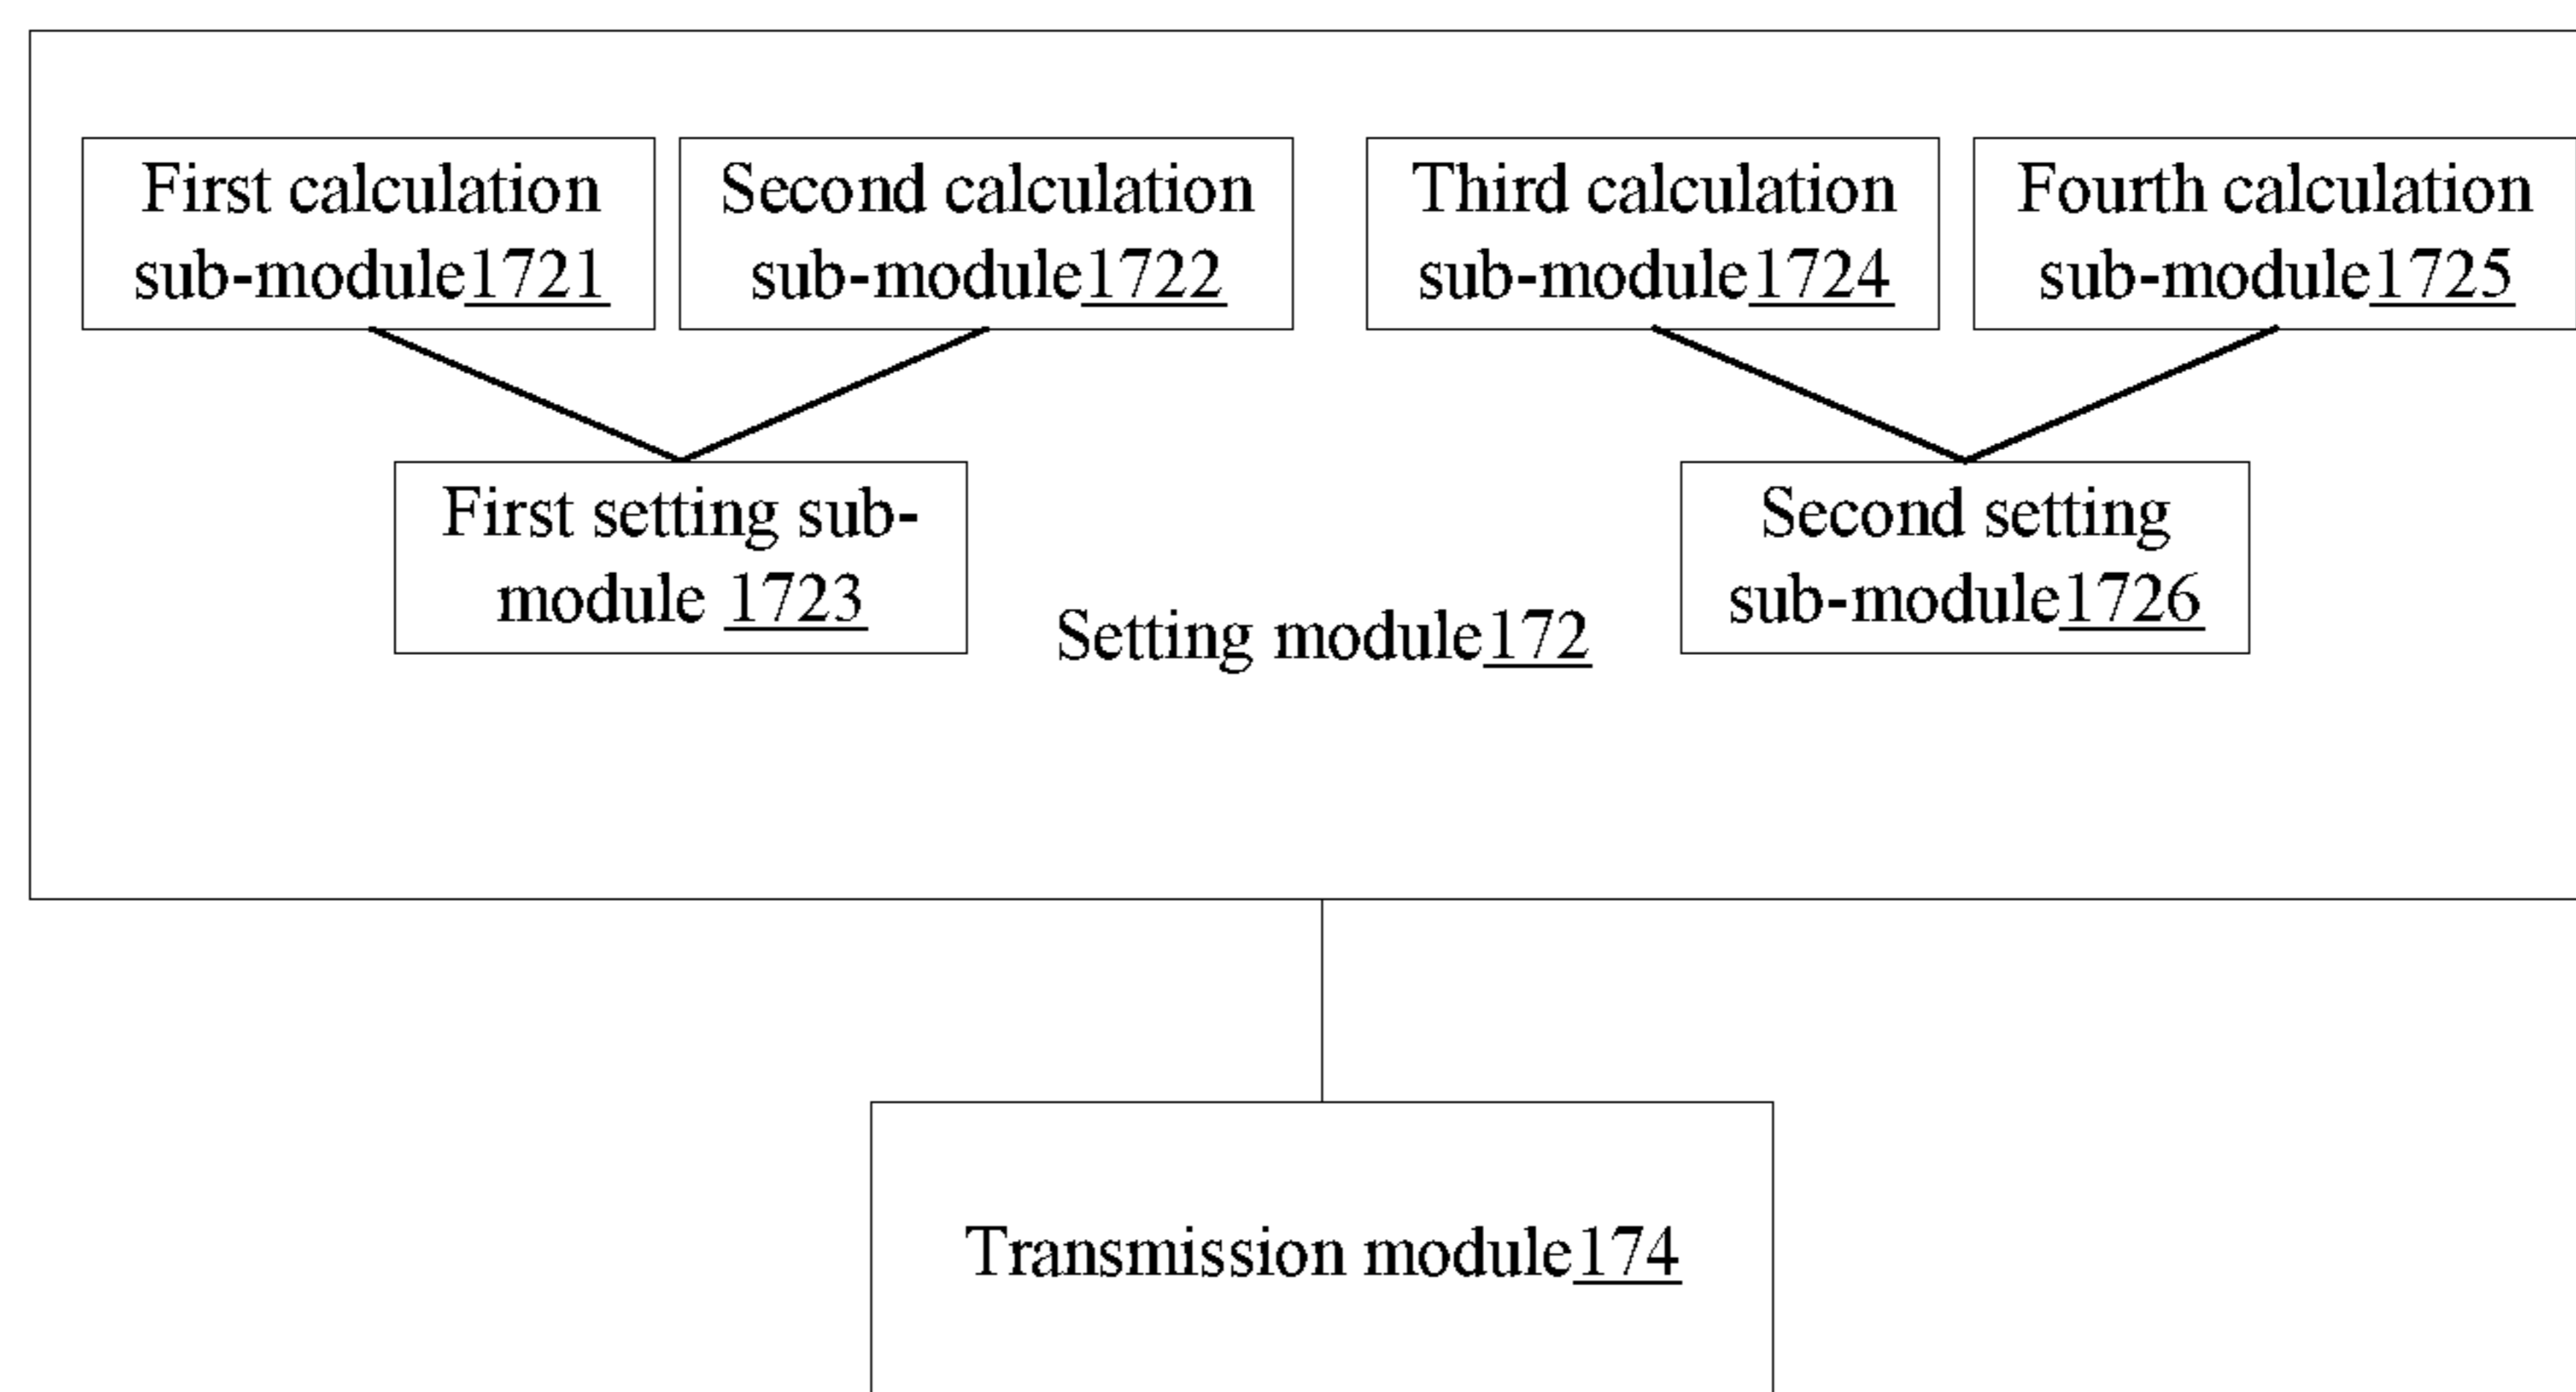 First calculation
sub-module1721
Second calculation
sub-module1722
Third calculation
sub-module1724
Fourth calculation
sub-module1725
First setting sub-
module 1723
Second setting
sub-module1726
Setting module172
Transmission module174